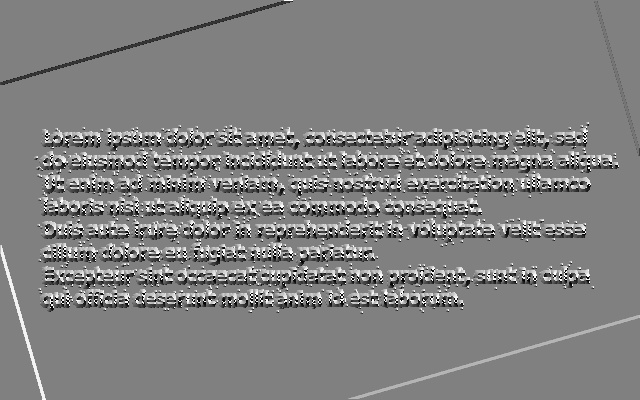 Lorem ipsum dolor sit amet, consectetur adipisicing elit, sed
do eiusmod tempor incididunt ut labore et dolore magna aliqua.
Ut enim ad minim veniam, quis nostrud exercitation ullamco
laboris nisi ut aliquip ex ea commodo consequat.
Duis aute irure dolor in reprehenderit in voluptate velit esse
cillum dolore eu fugiat nulla pariatur.
Excepteur sint occaecat cupidatat non proident, sunt in culpa
qui officia deserunt mollit anim id est laborum.